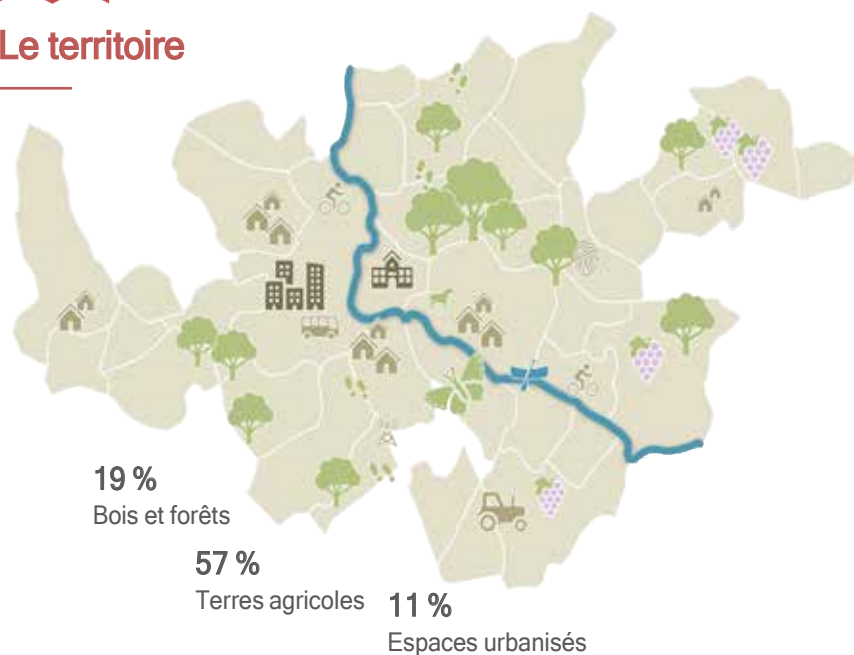 Le territoire
19 %
Bois et forêts
57 %
Terres agricoles
11 %
Espaces urbanisés